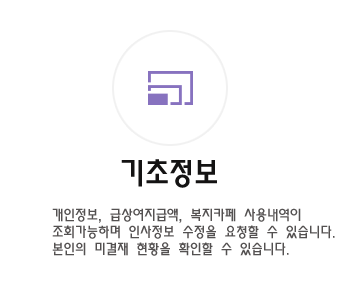 기초정보
개인정보, 급상여지급액, 복지카페 사용내역이
조회가능하며 인사정보 수정을 요청할 수 있습니다.
본인의 미결재 현황을 확인할 수 있습니다.